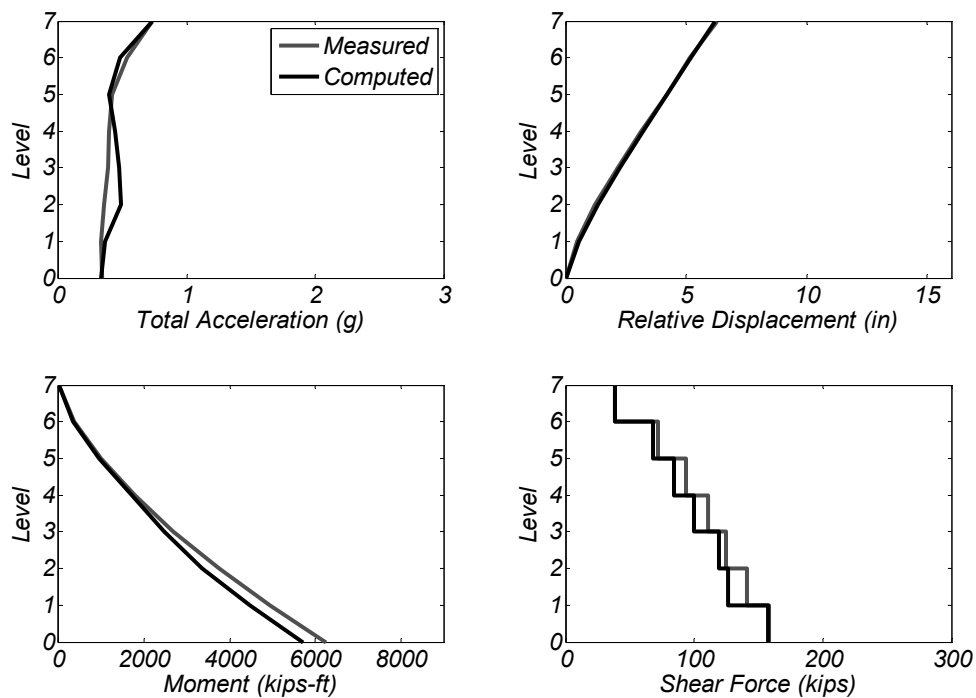 7
6
5
4
3
2
1
0
Level
0 1 2 3
Total Acceleration (g)
Measured
Computed
7
6
5
4
3
2
1
0
Level
0 5 10 15
Relative Displacement (in)
7
6
5
4
3
2
1
0
Level
0 2000 4000 6000 8000
Moment (kips-ft)
7
6
5
4
3
2
1
0
Level
0 100 200 300
Shear Force (kips)